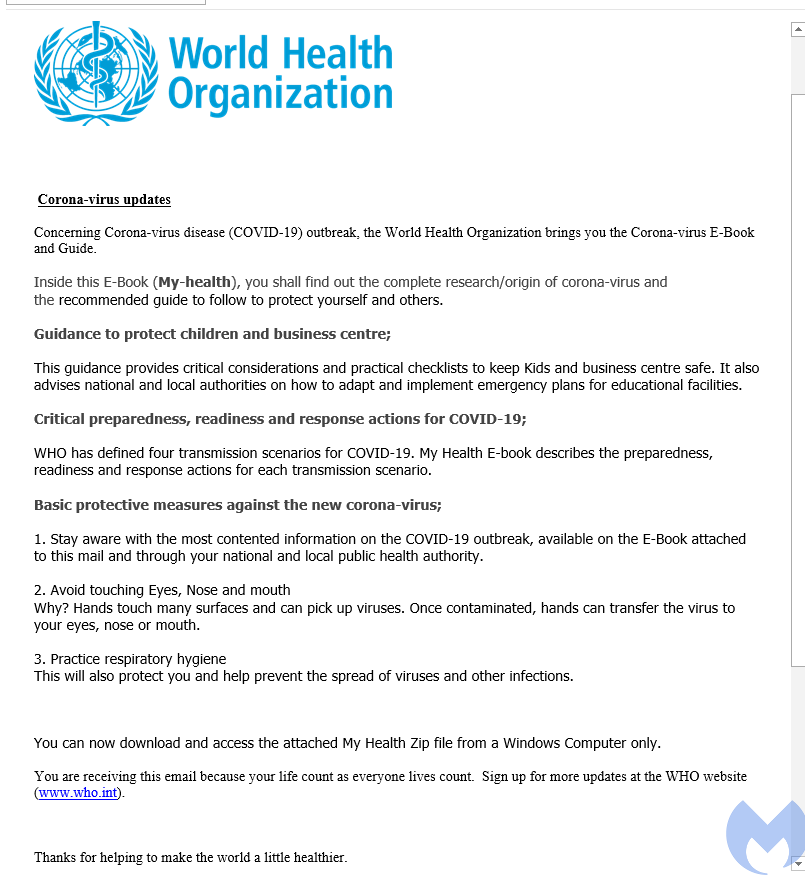 World Health
Organization
Corona-virus updates
Concerning Corona-virus disease (COVID-19) outbreak, the World Health Organization brings you the Corona-virus E-Book
and Guide.
Inside this E-Book (My-health), you shall find out the complete research/origin of corona-virus and
the recommended guide to follow to protect yourself and others.
Guidance to protect children and business centre;
This guidance provides critical considerations and practical checklists to keep Kids and business centre safe. It also
advises national and local authorities on how to adapt and implement emergency plans for educational facilities.
Critical preparedness, readiness and response actions for COVID-19;
WHO has defined four transmission scenarios for COVID-19. My Health E-book describes the preparedness,
readiness and response actions for each transmission scenario.
Basic protective measures against the new corona-virus;
1. Stay aware with the most contented information on the COVID-19 outbreak, available on the E-Book attached
to this mail and through your national and local public health authority.
2. Avoid touching Eyes, Nose and mouth
Why? Hands touch many surfaces and can pick up viruses. Once contaminated, hands can transfer the virus to
your eyes, nose or mouth.
3. Practice respiratory hygiene
This will also protect you and help prevent the spread of viruses and other infections.
You can now download and access the attached My Health Zip file from a Windows Computer only.
You are receiving this email because your life count as everyone lives count.  Sign up for more updates at the WHO website
(www.who.int).
Thanks for helping to make the world a little healthier.